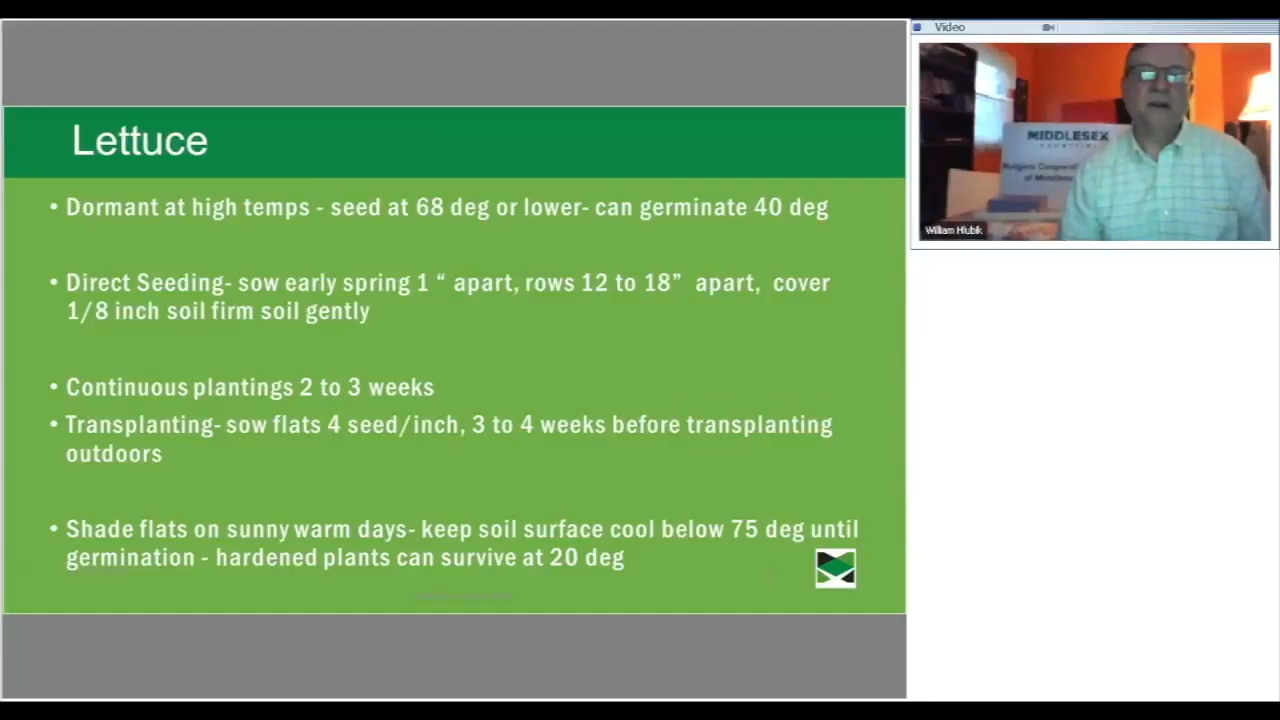 Video
Lettuce
• Dormant at high temps - seed at 68 deg or lower- can germinate 40 deg
• Direct Seeding- sow early spring 1 “ apart, rows 12 to 18” apart, cover
1/8 inch soil firm soil gently
• Continuous plantings 2 to 3 weeks
• Transplanting- sow flats 4 seed/inch, 3 to 4 weeks before transplanting
outdoors
• Shade flats on sunny warm days- keep soil surface cool below 75 deg until
germination - hardened plants can survive at 20 deg
MIDDLESEX
Rutgers
of
William Hlubik